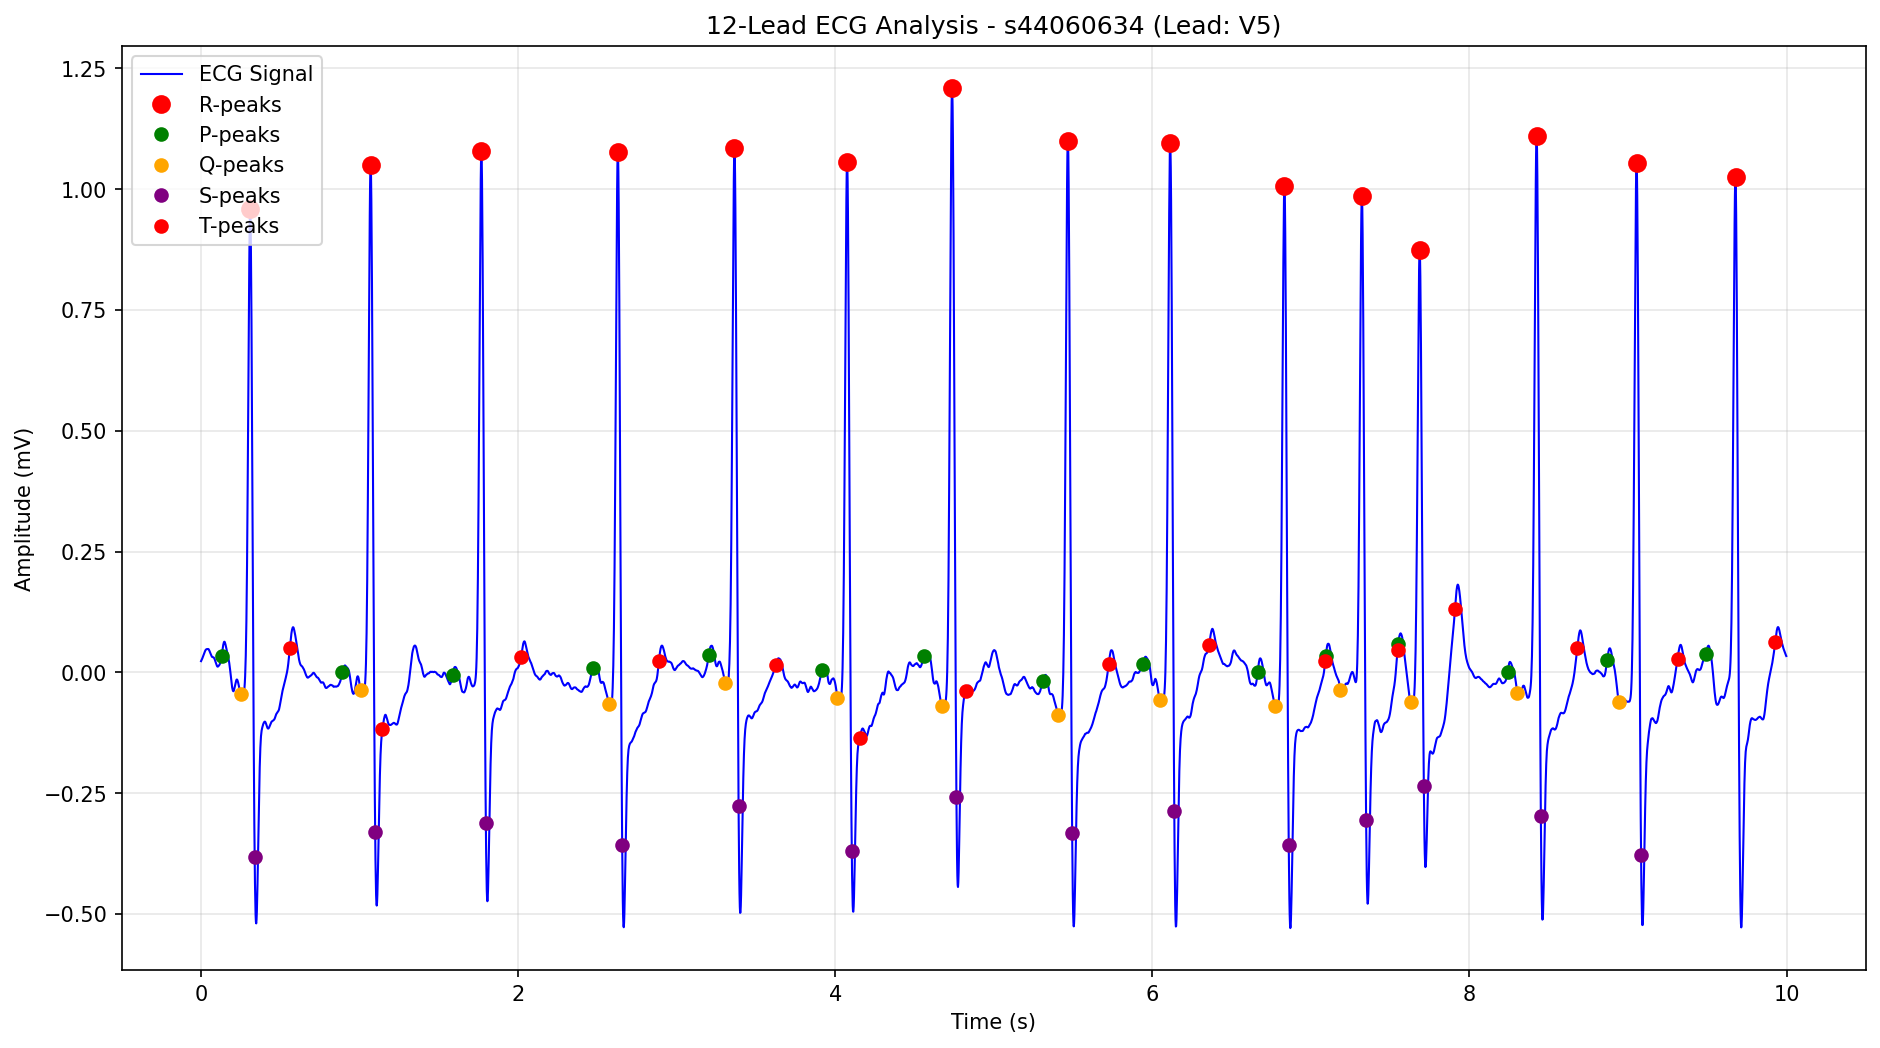 12-Lead ECG Analysis - s44060634 (Lead: V5)
ECG Signal
R-peaks
P-peaks
Q-peaks
S-peaks
T-peaks
Amplitude (mV)
1.25
1.00
0.75
0.50
0.25
0.00
−0.25
−0.50
0 2 4 6 8 10
Time (s)